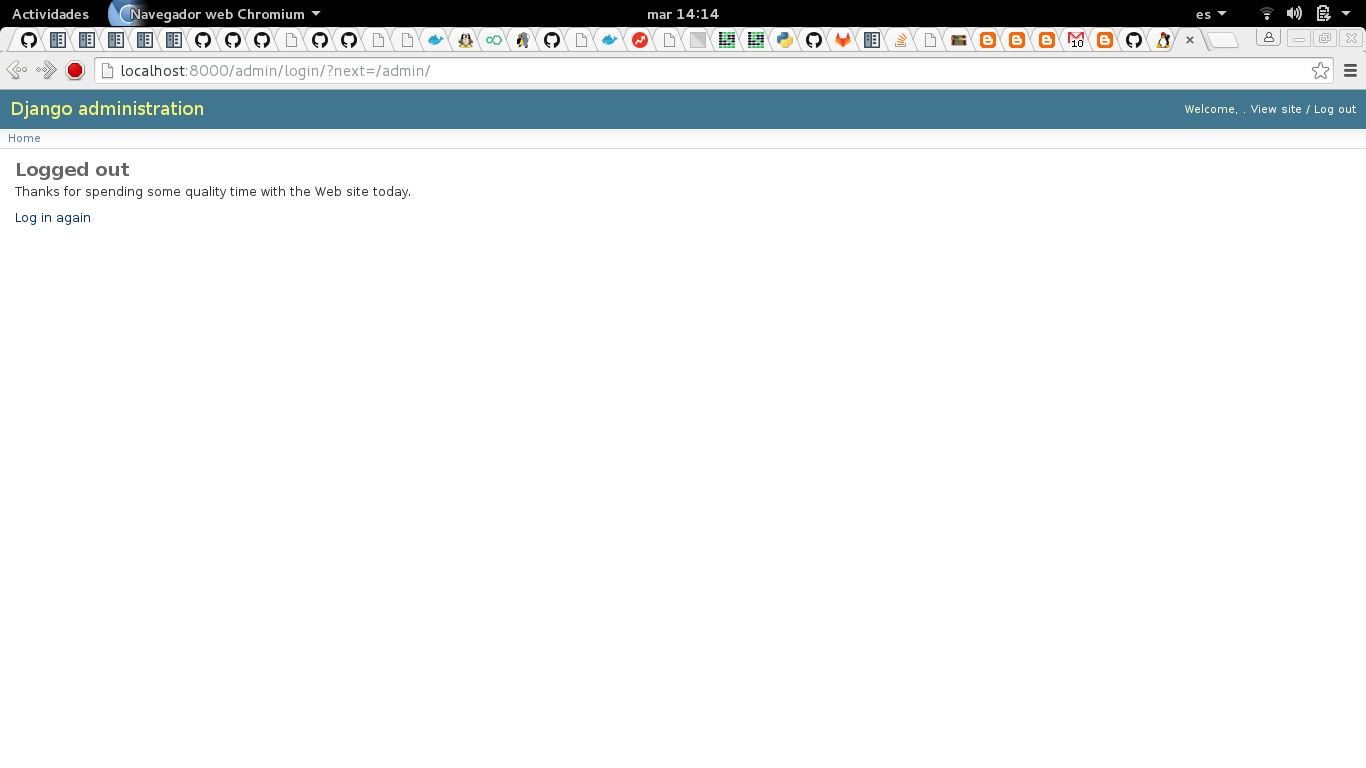 Actividades Navegador web Chromium mar 14:14 es
10
localhost:8000/admin/login/?next=/admin/
Django administration Welcome, . View site / Log out
Home
Logged out
Thanks for spending some quality time with the Web site today.
Log in again